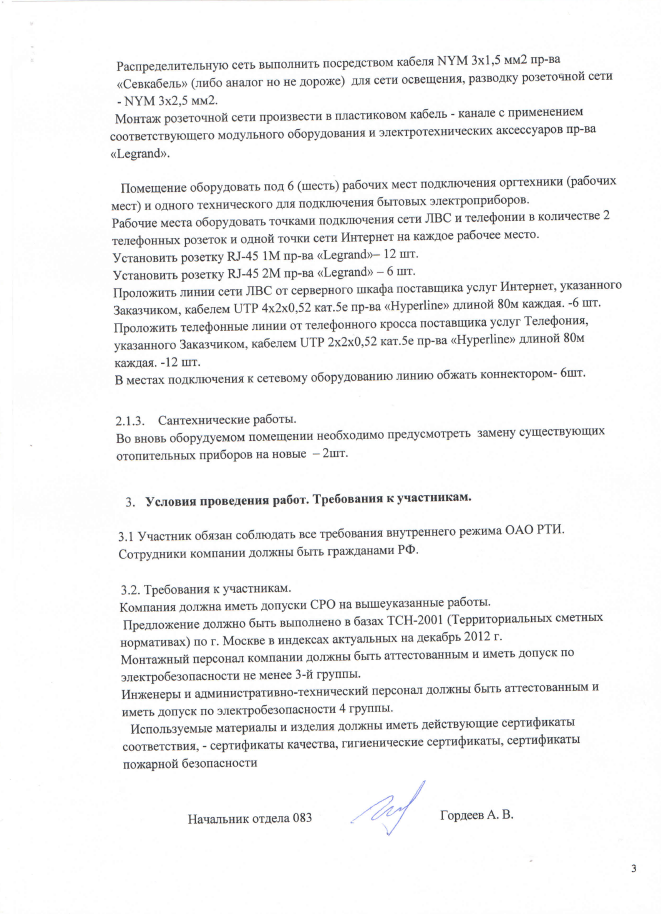 Распределительную сеть выполнить посредством кабеля NYM 3х1,5 мм2 пр-ва
«Севкабель» (либо аналог но не дороже) для сети освещения, разводку розеточной сети
- NYM 3х2,5 мм2.
Монтаж розеточной сети произвести в пластиковом кабель - канале с применением
соответствующего модульного оборудования и электротехнических аксессуаров пр-ва
«Legrand».
Помещение оборудовать под 6 (шесть) рабочих мест подключения оргтехники (рабочих
мест) и одного технического для подключения бытовых электроприборов.
Рабочие места оборудовать точками подключения сети ЛВС и телефонии в количестве 2
телефонных розеток и одной точки сети Интернет на каждое рабочее место.
Установить розетку RJ-45 1М пр-ва «Legrand»– 12 шт.
Установить розетку RJ-45 2М пр-ва «Legrand» – 6 шт.
Проложить линии сети ЛВС от серверного шкафа поставщика услуг Интернет, указанного
Заказчиком, кабелем UTP 4х2х0,52 кат.5е пр-ва «Hyperline» длиной 80м каждая. -6 шт.
Проложить телефонные линии от телефонного кросса поставщика услуг Телефония,
указанного Заказчиком, кабелем UTP 2х2х0,52 кат.5е пр-ва «Hyperline» длиной 80м
каждая. -12 шт.
В местах подключения к сетевому оборудованию линию обжать коннектором- 6шт.
2.1.3. Сантехнические работы.
Во вновь оборудуемом помещении необходимо предусмотреть замену существующих
отопительных приборов на новые – 2шт.
3. Условия проведения работ. Требования к участникам.
3.1 Участник обязан соблюдать все требования внутреннего режима ОАО РТИ.
Сотрудники компании должны быть гражданами РФ.
3.2. Требования к участникам.
Компания должна иметь допуски СРО на вышеуказанные работы.
Предложение должно быть выполнено в базах ТСН-2001 (Территориальных сметных
нормативах) по г. Москве в индексах актуальных на декабрь 2012 г.
Монтажный персонал компании должны быть аттестованным и иметь допуск по
электробезопасности не менее 3-й группы.
Инженеры и административно-технический персонал должны быть аттестованным и
иметь допуск по электробезопасности 4 группы.
Используемые материалы и изделия должны иметь действующие сертификаты
соответствия, - сертификаты качества, гигиенические сертификаты, сертификаты
пожарной безопасности
Начальник отдела 083 Гордеев А. В.
3